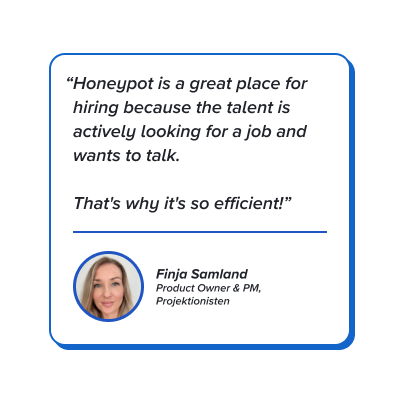 “Honeypot is a great place for
hiring because the talent is
actively looking for a job and
wants to talk.
That's why it's so efficient!”
Finja Samland
Product Owner & PM,
Projektionisten